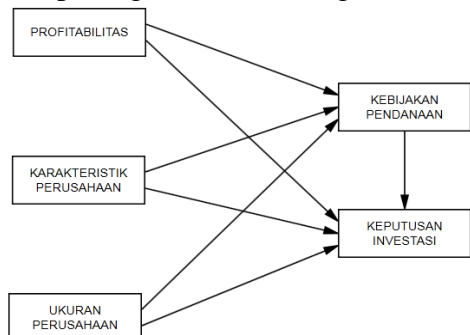 PROFITABILITAS
KEBIJAKAN
PENDANAAN
KARAKTERISTIK
PERUSAHAAN
KEPUTUSAN
INVESTASI
UKURAN
PERUSAHAAN